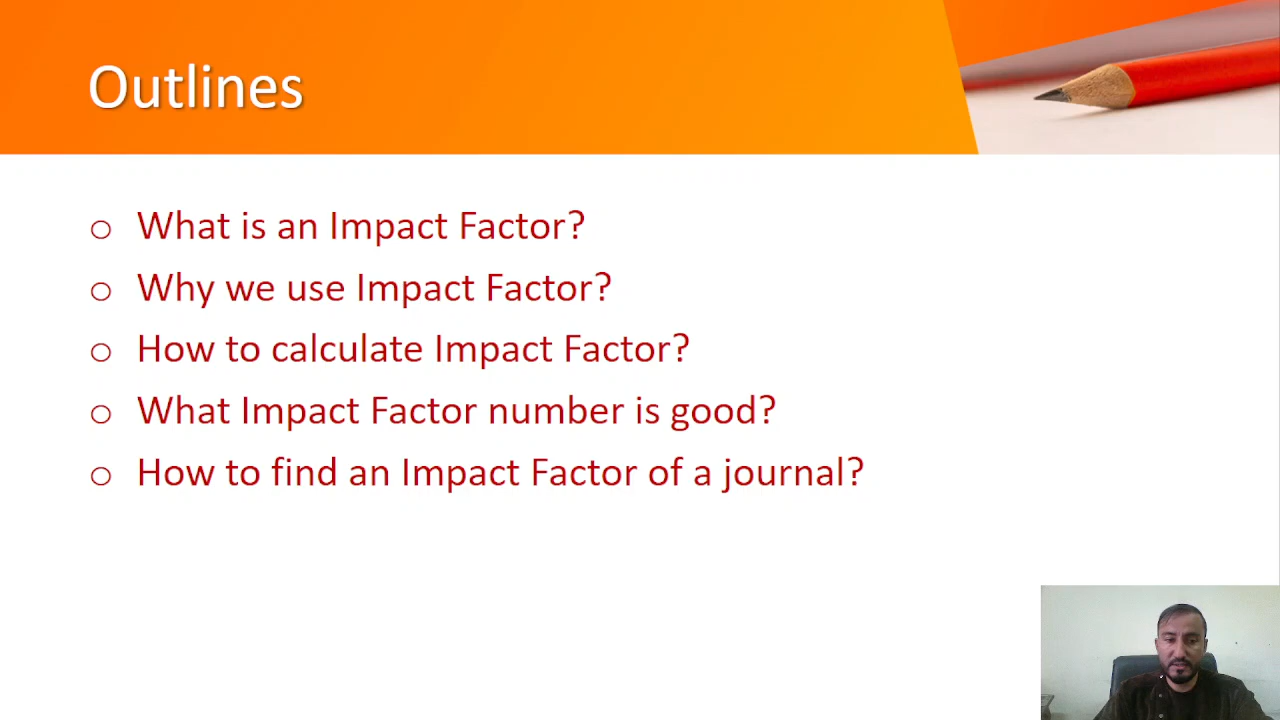 Outlines
o What is an Impact Factor?
o Why we use Impact Factor?
o How to calculate Impact Factor?
o What Impact Factor number is good?
o How to find an Impact Factor of a journal?